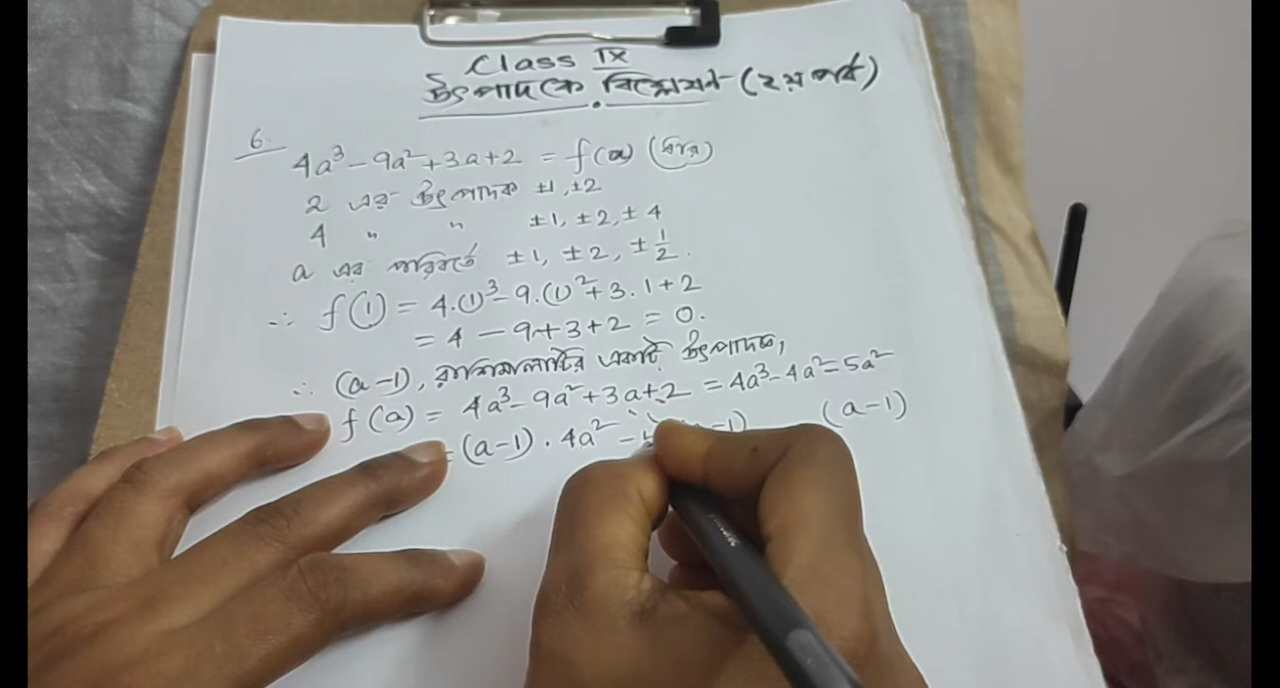 Class IX
উৎপাদকে বিশ্লেষণ (২য় পর্ব)
6.
4a³ - 9a² + 3a + 2 = f(a) (ধরি)
2 এর উৎপাদক ±1, ±2
4 " " ±1, ±2, ±4
a এর পরিবর্তে ±1, ±2, ±1/2.
∴ f(1) = 4.(1)³ - 9.(1)² + 3.1 + 2
= 4 - 9 + 3 + 2 = 0.
∴ (a-1), রাশিমালাটির একটি উৎপাদক,
f(a) = 4a³ - 9a² + 3a + 2 = 4a³ - 4a² = 5a²
= (a-1) . 4a² - (a-1)